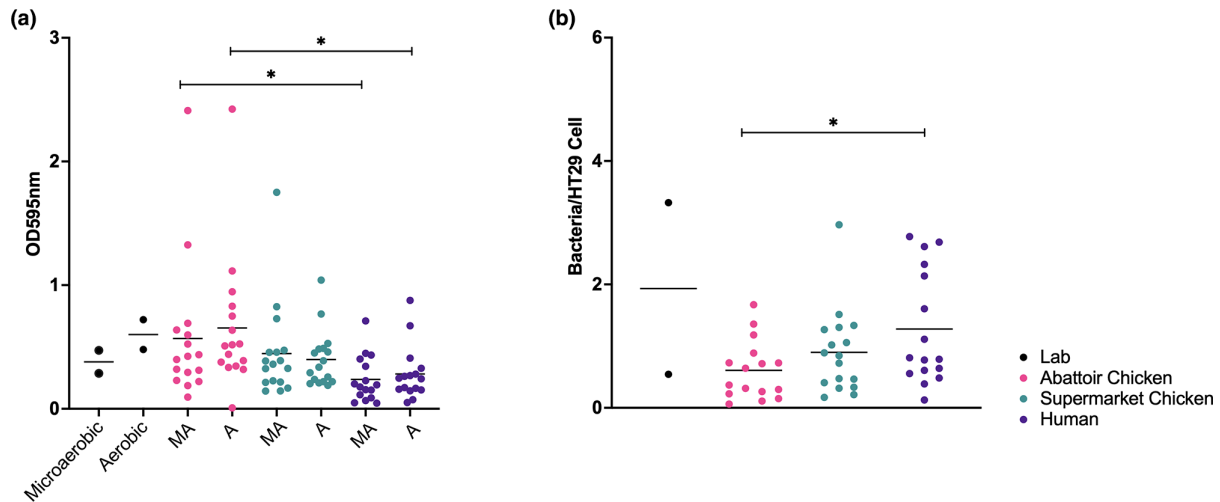 (a)
3
2
1
0
OD595nm
*
*
Microaerobic
Aerobic
MA
A
MA
A
MA
A
(b)
6
4
2
0
Bacteria/HT29 Cell
*
Lab
Abattoir Chicken
Supermarket Chicken
Human